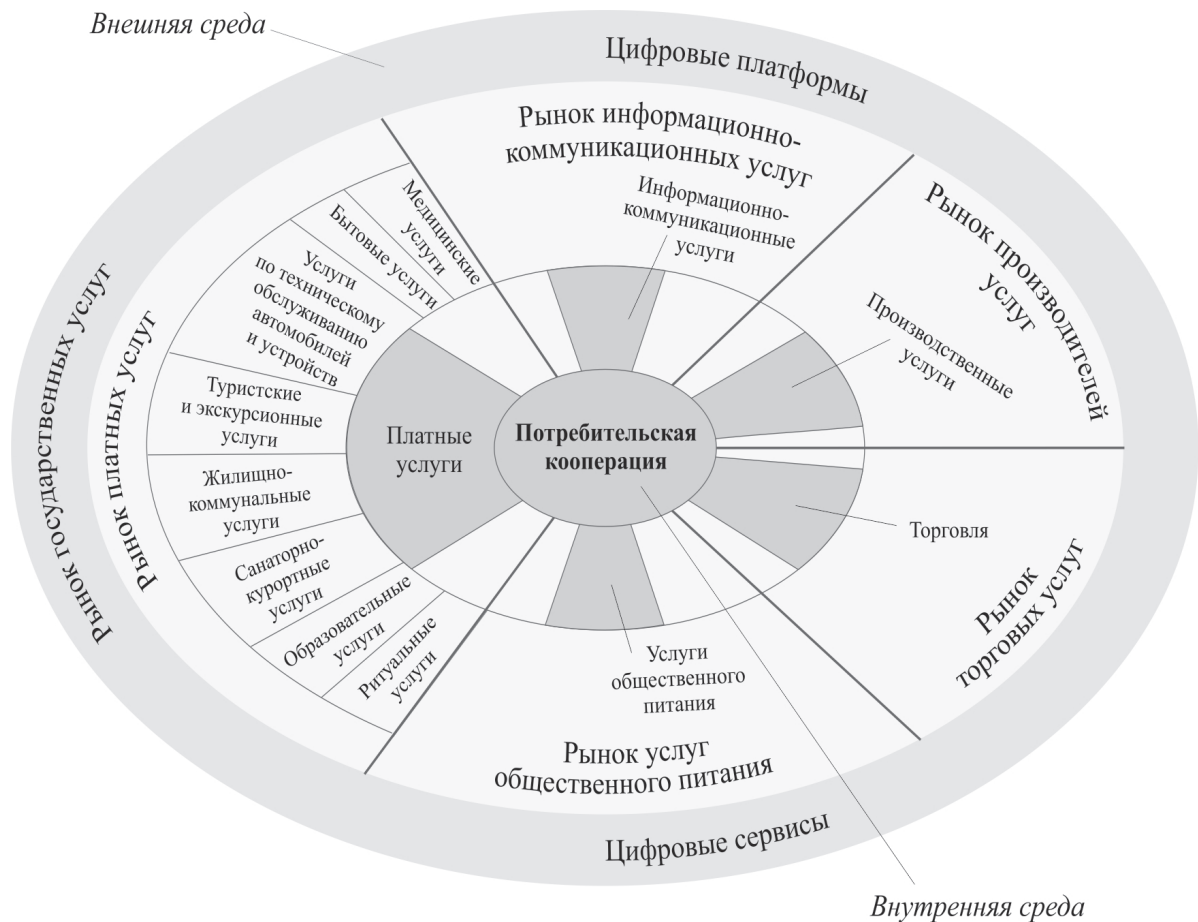 Внешняя среда
Цифровые платформы
Рынок информационно-
коммуникационных услуг
Информационно-
коммуникационные
услуги
Рынок производителей
услуг
Производственные
услуги
Медицинские
услуги
Бытовые услуги
Услуги
по техническому
обслуживанию
автомобилей
и устройств
Туристские
и экскурсионные
услуги
Жилищно-
коммунальные
услуги
Санаторно-
курортные
услуги
Образовательные
услуги
Ритуальные
услуги
Рынок государственных услуг
Рынок платных услуг
Платные
услуги
Потребительская
кооперация
Торговля
Рынок
торговых услуг
Услуги
общественного
питания
Рынок услуг
общественного питания
Цифровые сервисы
Внутренняя среда